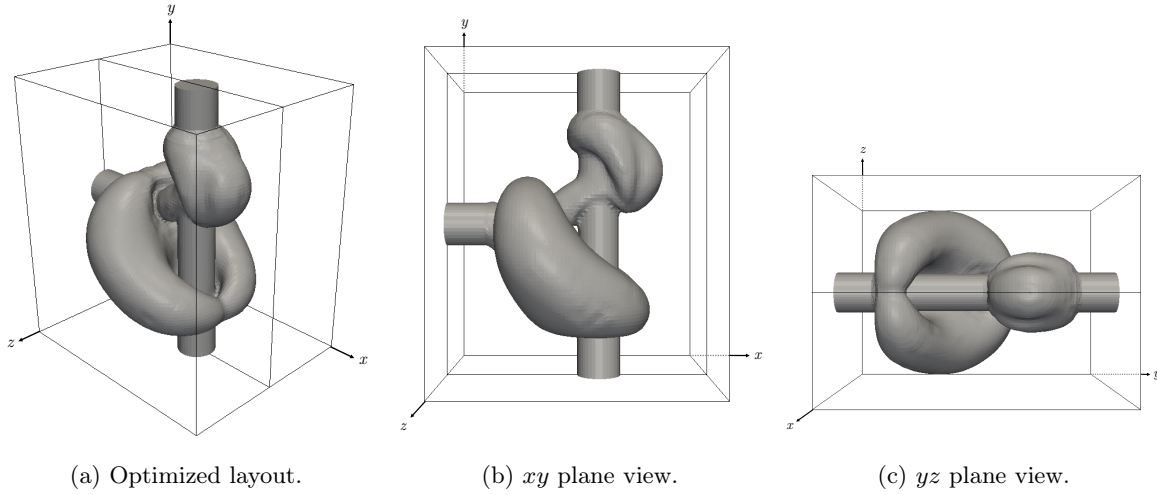 y
z
x
(a) Optimized layout.
y
x
z
(b) xy plane view.
z
y
x
(c) yz plane view.